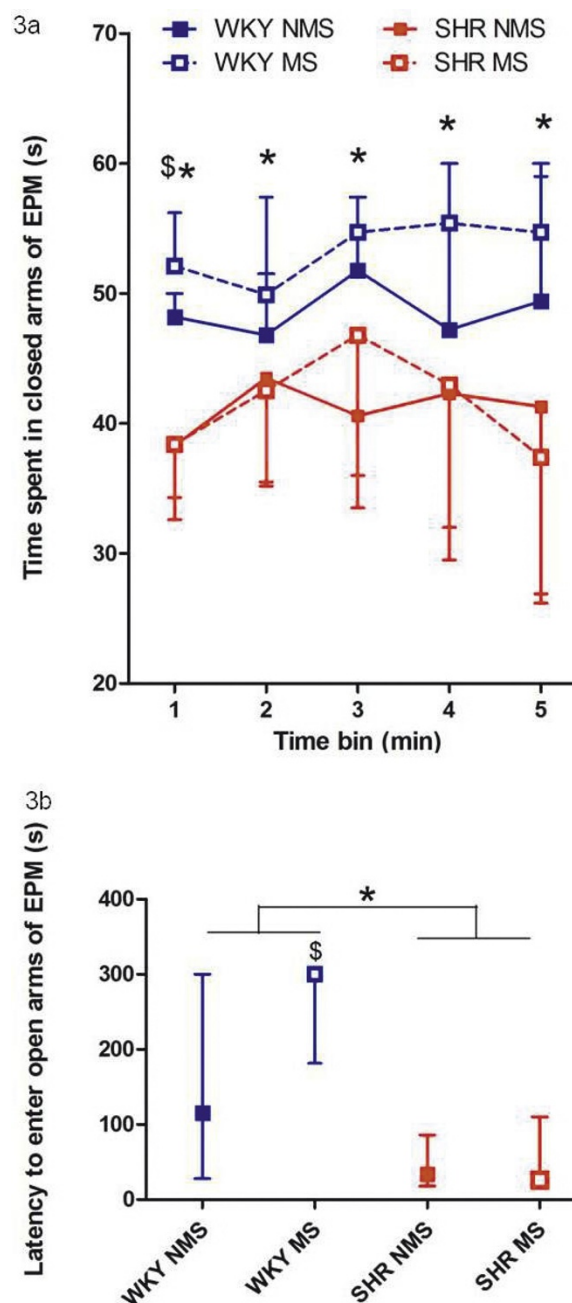 3a
WKY NMS
SHR NMS
WKY MS
SHR MS
70
60
50
40
30
20
$*
*
*
*
*
Time spent in closed arms of EPM (s)
1 2 3 4 5
Time bin (min)
3b
Latency to enter open arms of EPM (s)
400
300
200
100
0
*
$
WKY NMS
WKY MS
SHR NMS
SHR MS